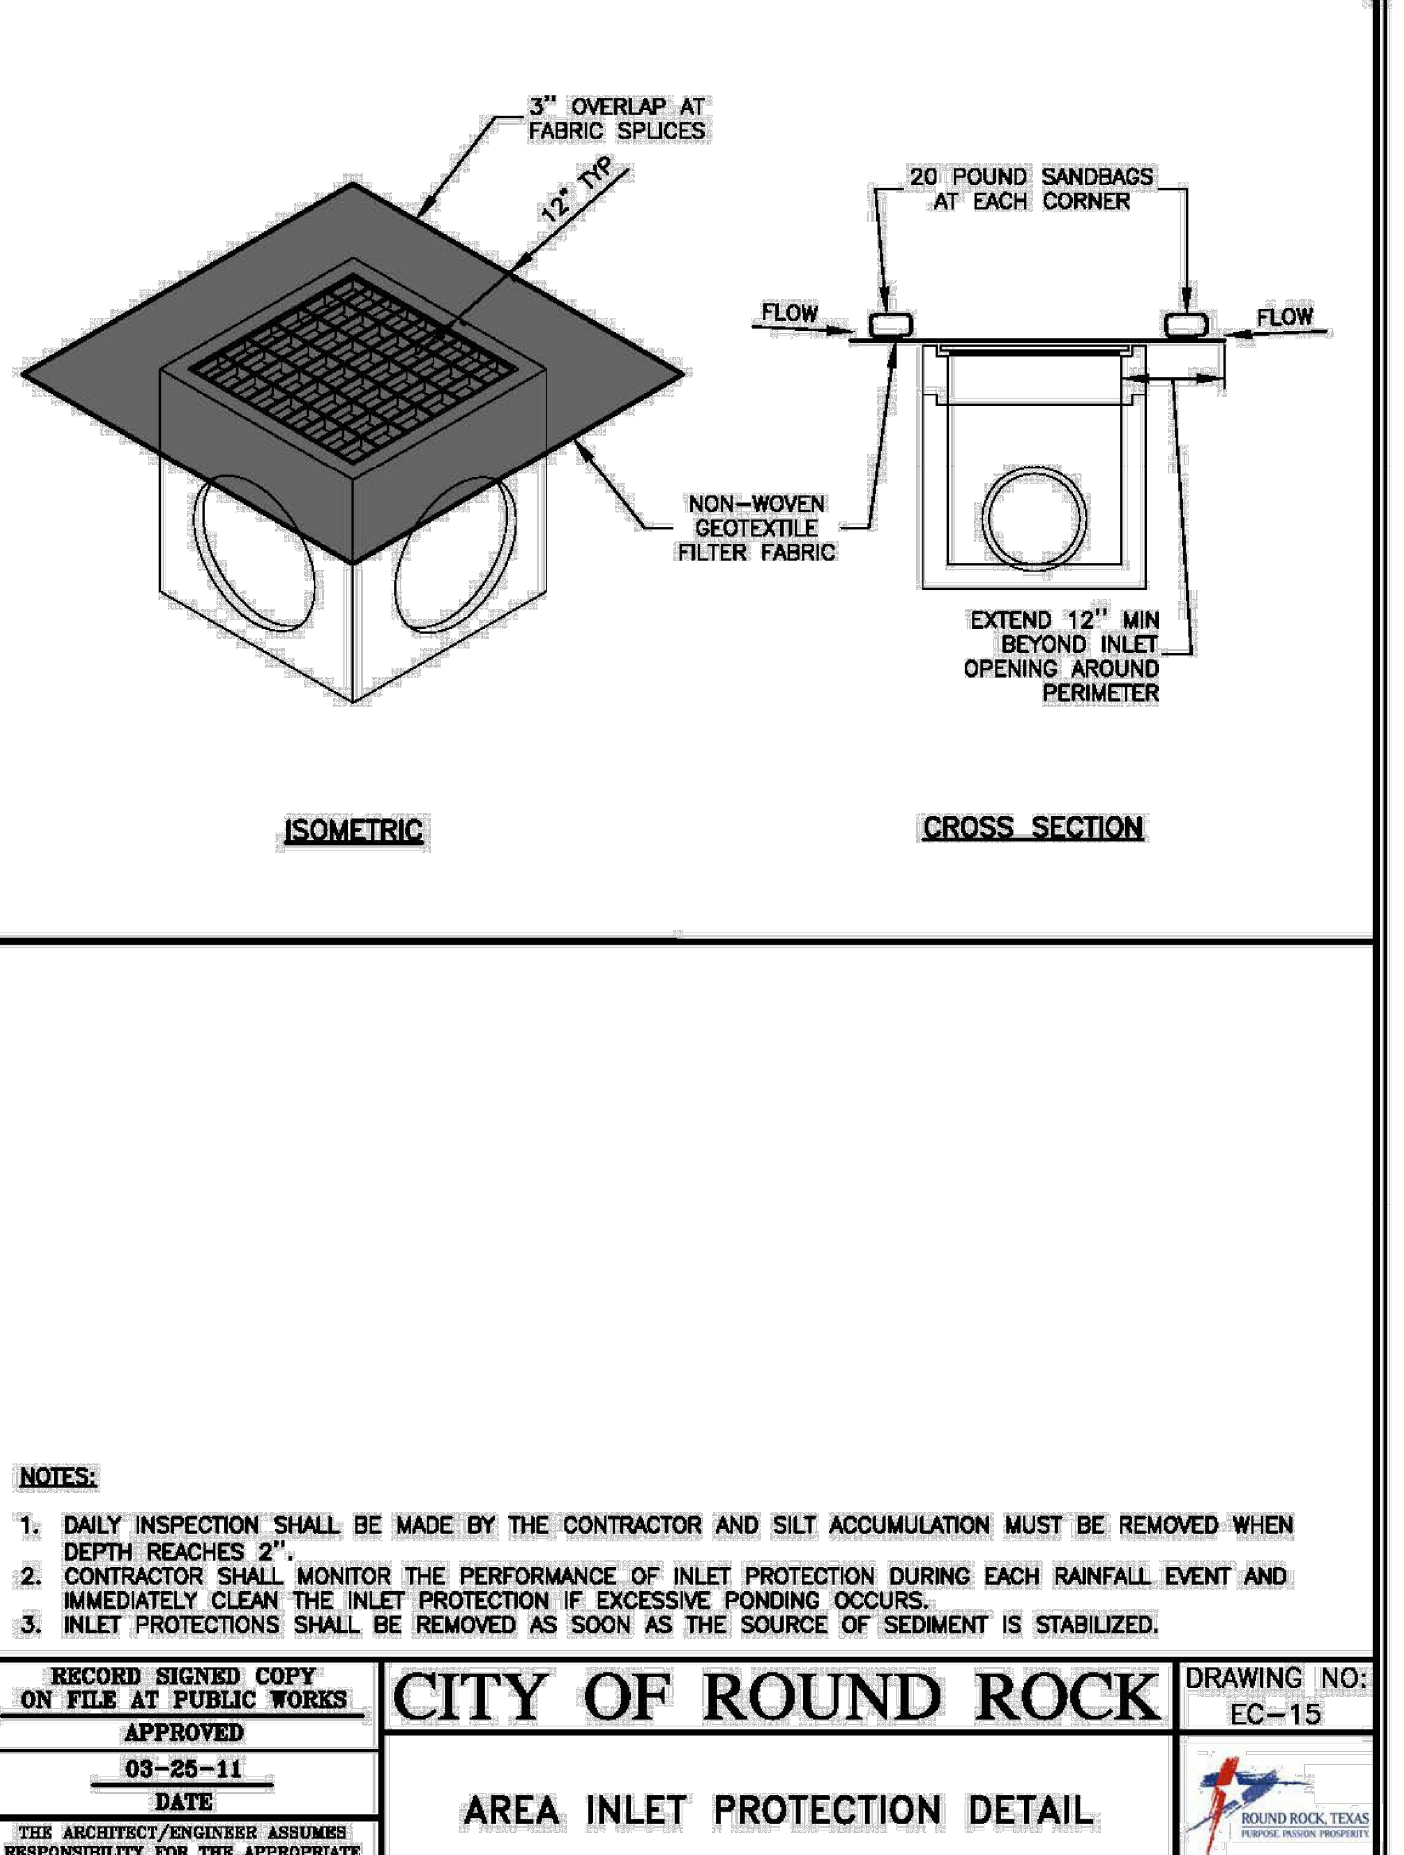 3" OVERLAP AT
FABRIC SPLICES
12" TYP
20 POUND SANDBAGS
AT EACH CORNER
FLOW
FLOW
NON-WOVEN
GEOTEXTILE
FILTER FABRIC
EXTEND 12" MIN
BEYOND INLET
OPENING AROUND
PERIMETER
ISOMETRIC
CROSS SECTION
NOTES:
1. DAILY INSPECTION SHALL BE MADE BY THE CONTRACTOR AND SILT ACCUMULATION MUST BE REMOVED WHEN
DEPTH REACHES 2".
2. CONTRACTOR SHALL MONITOR THE PERFORMANCE OF INLET PROTECTION DURING EACH RAINFALL EVENT AND
IMMEDIATELY CLEAN THE INLET PROTECTION IF EXCESSIVE PONDING OCCURS.
3. INLET PROTECTIONS SHALL BE REMOVED AS SOON AS THE SOURCE OF SEDIMENT IS STABILIZED.
RECORD SIGNED COPY
ON FILE AT PUBLIC WORKS
APPROVED
03-25-11
DATE
THE ARCHITECT/ENGINEER ASSUMES
RESPONSIBILITY FOR THE APPROPRIATE
CITY OF ROUND ROCK
AREA INLET PROTECTION DETAIL
DRAWING NO:
EC-15
ROUND ROCK, TEXAS
PURPOSE. PASSION. PROSPERITY.